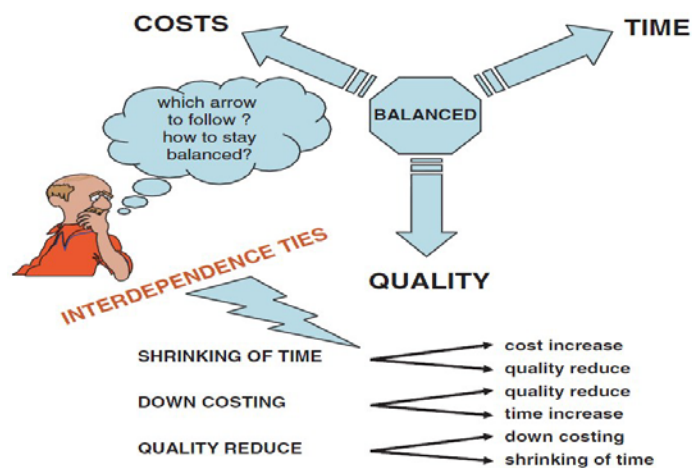 COSTS
TIME
which arrow
to follow ?
how to stay
balanced?
BALANCED
QUALITY
INTERDEPENDENCE TIES
SHRINKING OF TIME
cost increase
quality reduce
DOWN COSTING
quality reduce
time increase
QUALITY REDUCE
down costing
shrinking of time